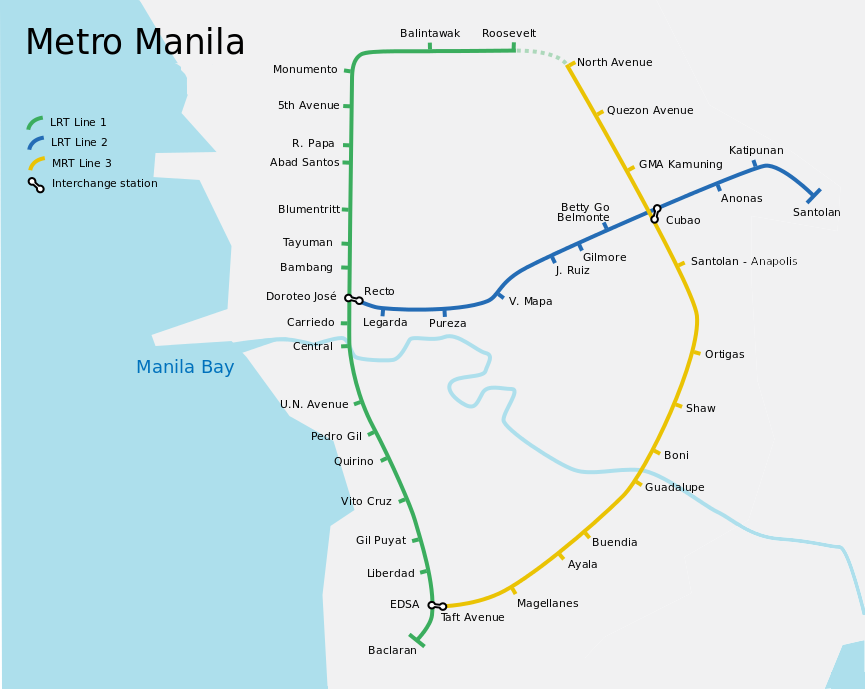 Metro Manila
LRT Line 1
LRT Line 2
MRT Line 3
Interchange station
Manila Bay
Balintawak
Roosevelt
Monumento
5th Avenue
R. Papa
Abad Santos
Blumentritt
Tayuman
Bambang
Doroteo José
Carriedo
Central
U.N. Avenue
Pedro Gil
Quirino
Vito Cruz
Gil Puyat
Liberdad
EDSA
Baclaran
Recto
Legarda
Pureza
V. Mapa
J. Ruiz
Gilmore
Betty Go
Belmonte
Cubao
Anonas
Katipunan
Santolan
North Avenue
Quezon Avenue
GMA Kamuning
Santolan - Anapolis
Ortigas
Shaw
Boni
Guadalupe
Buendia
Ayala
Magellanes
Taft Avenue